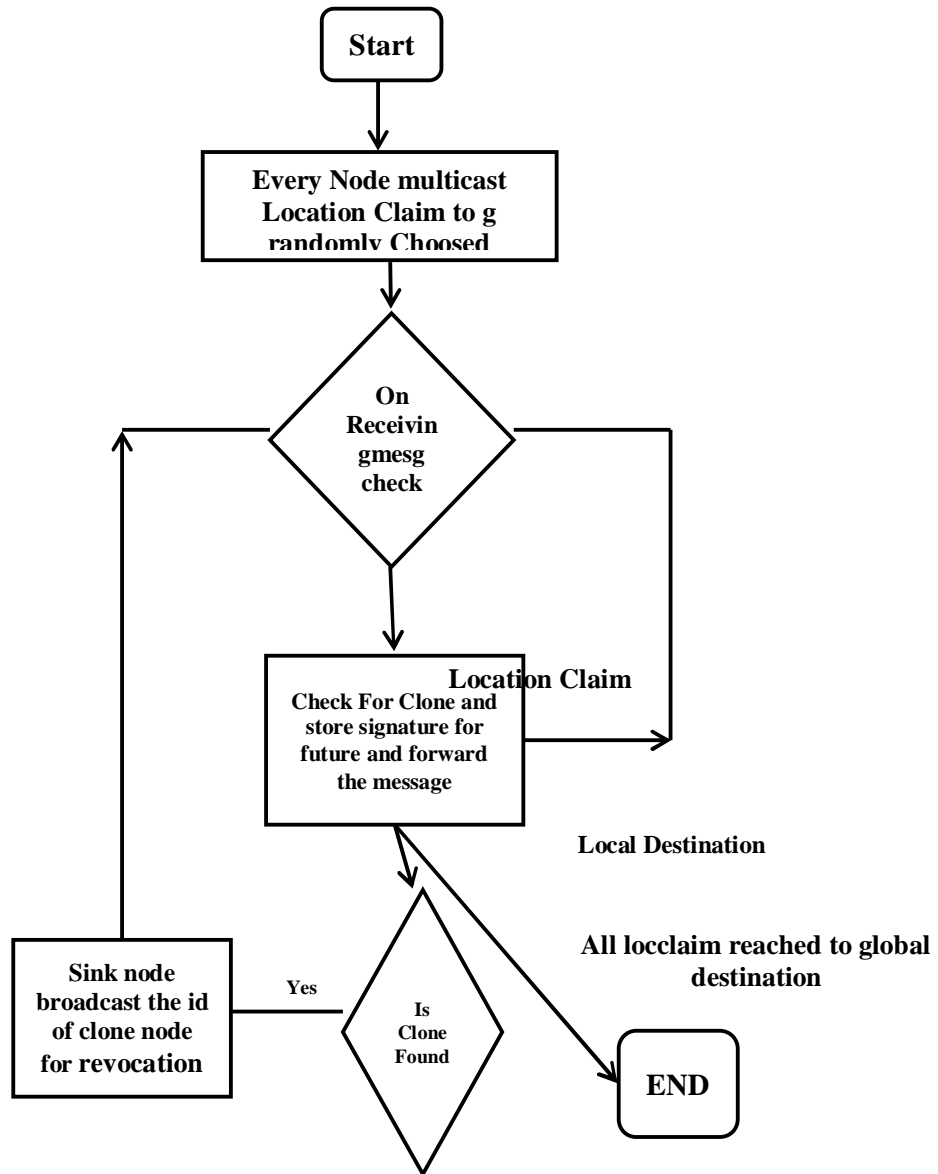 Start
Every Node multicast
Location Claim to g
randomly Choosed
On
Receivin
gmesg
check
Location Claim
Check For Clone and
store signature for
future and forward
the message
Local Destination
All locclaim reached to global
destination
Sink node
broadcast the id
of clone node
for revocation
Yes
Is
Clone
Found
END